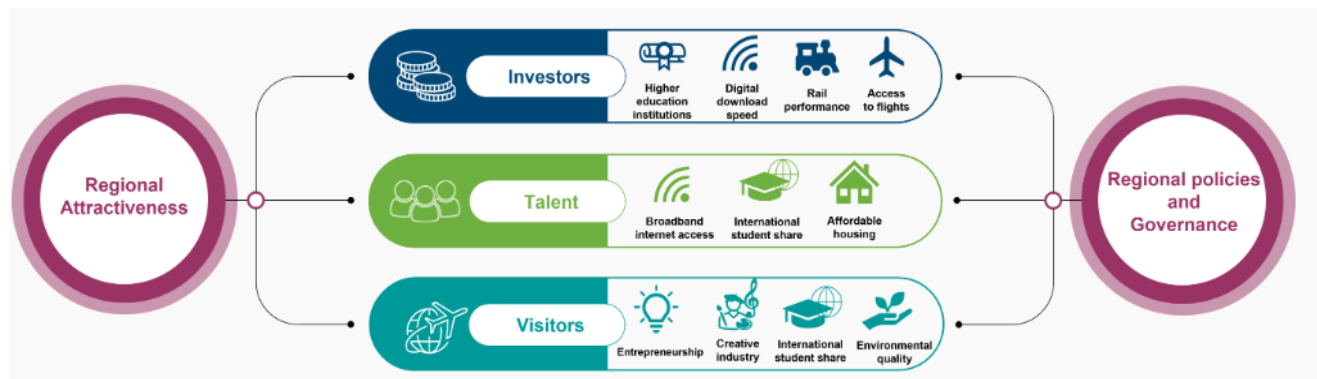 Regional
Attractiveness
Investors
Higher
education
institutions
Digital
download
speed
Rail
performance
Access
to flights
Talent
Broadband
internet access
International
student share
Affordable
housing
Visitors
Entrepreneurship
Creative
industry
International
student share
Environmental
quality
Regional policies
and
Governance